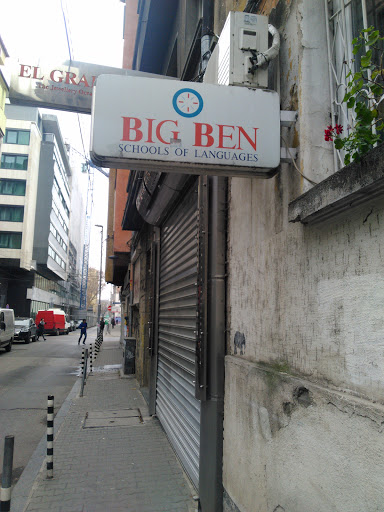 EL GRA
BIG BEN
SCHOOLS OF LANGUAGES